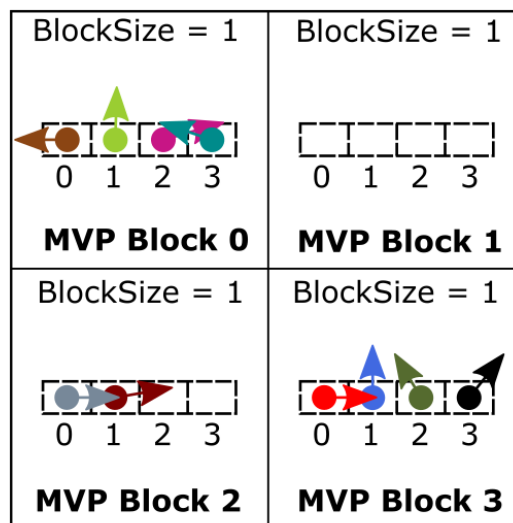 BlockSize = 1
0 1 2 3
MVP Block 0
BlockSize = 1
0 1 2 3
MVP Block 1
BlockSize = 1
0 1 2 3
MVP Block 2
BlockSize = 1
0 1 2 3
MVP Block 3